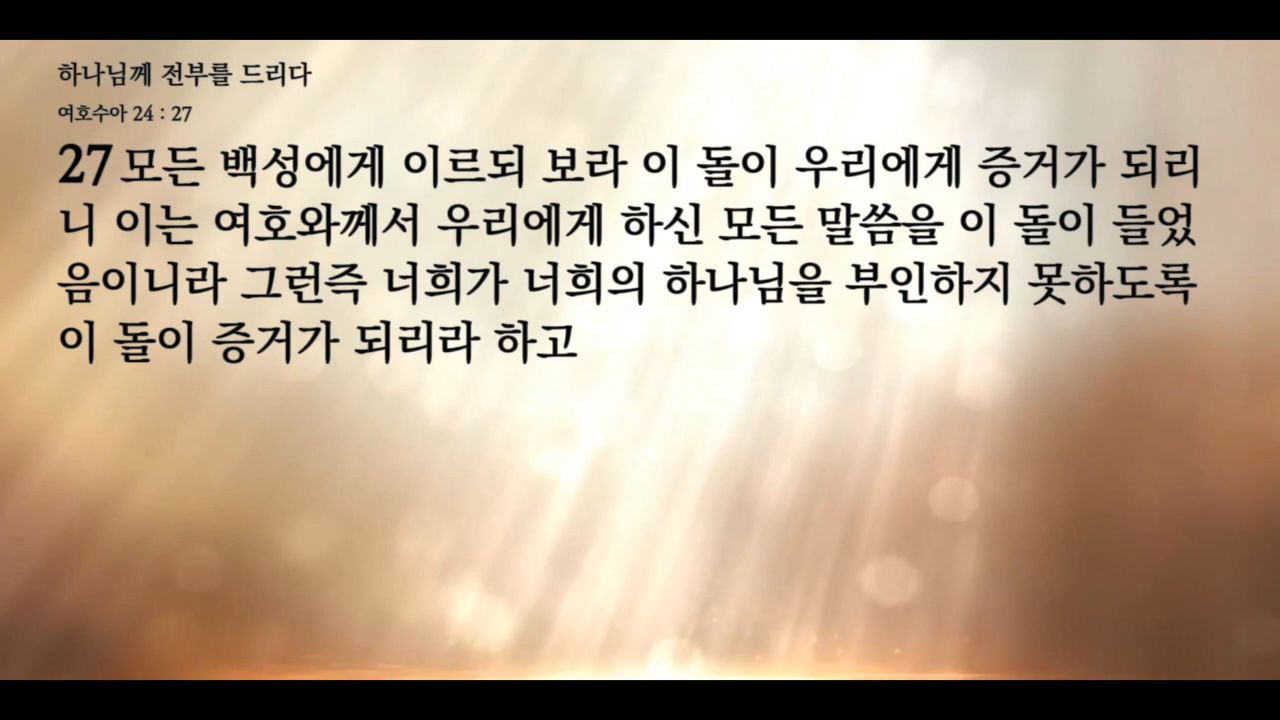 하나님께 전부를 드리다
여호수아 24 : 27
27 모든 백성에게 이르되 보라 이 돌이 우리에게 증거가 되리
니 이는 여호와께서 우리에게 하신 모든 말씀을 이 돌이 들었
음이니라 그런즉 너희가 너희의 하나님을 부인하지 못하도록
이 돌이 증거가 되리라 하고